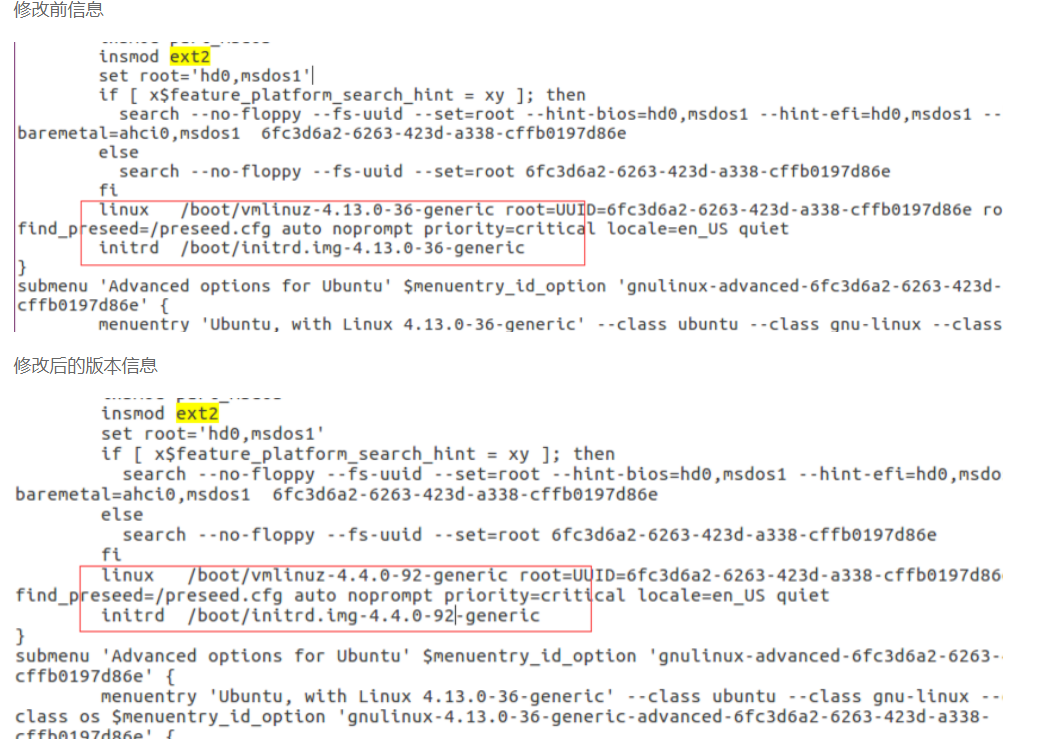 修改前信息
insmod ext2
set root='hd0,msdos1'
if [ x$feature_platform_search_hint = xy ]; then
search --no-floppy --fs-uuid --set=root --hint-bios=hd0,msdos1 --hint-efi=hd0,msdos1 --
baremetal=ahci0,msdos1 6fc3d6a2-6263-423d-a338-cffb0197d86e
else
search --no-floppy --fs-uuid --set=root 6fc3d6a2-6263-423d-a338-cffb0197d86e
fi
linux /boot/vmlinuz-4.13.0-36-generic root=UUID=6fc3d6a2-6263-423d-a338-cffb0197d86e ro
find_preseed=/preseed.cfg auto noprompt priority=critical locale=en_US quiet
initrd /boot/initrd.img-4.13.0-36-generic
}
submenu 'Advanced options for Ubuntu' $menuentry_id_option 'gnulinux-advanced-6fc3d6a2-6263-423d-
cffb0197d86e' {
menuentry 'Ubuntu, with Linux 4.13.0-36-generic' --class ubuntu --class gnu-linux --class
修改后的版本信息
insmod ext2
set root='hd0,msdos1'
if [ x$feature_platform_search_hint = xy ]; then
search --no-floppy --fs-uuid --set=root --hint-bios=hd0,msdos1 --hint-efi=hd0,msdo
baremetal=ahci0,msdos1 6fc3d6a2-6263-423d-a338-cffb0197d86e
else
search --no-floppy --fs-uuid --set=root 6fc3d6a2-6263-423d-a338-cffb0197d86e
fi
linux /boot/vmlinuz-4.4.0-92-generic root=UUID=6fc3d6a2-6263-423d-a338-cffb0197d86
find_preseed=/preseed.cfg auto noprompt priority=critical locale=en_US quiet
initrd /boot/initrd.img-4.4.0-92-generic
}
submenu 'Advanced options for Ubuntu' $menuentry_id_option 'gnulinux-advanced-6fc3d6a2-6263-
cffb0197d86e' {
menuentry 'Ubuntu, with Linux 4.13.0-36-generic' --class ubuntu --class gnu-linux --
class os $menuentry_id_option 'gnulinux-4.13.0-36-generic-advanced-6fc3d6a2-6263-423d-a338-
cffb0197d86e' {